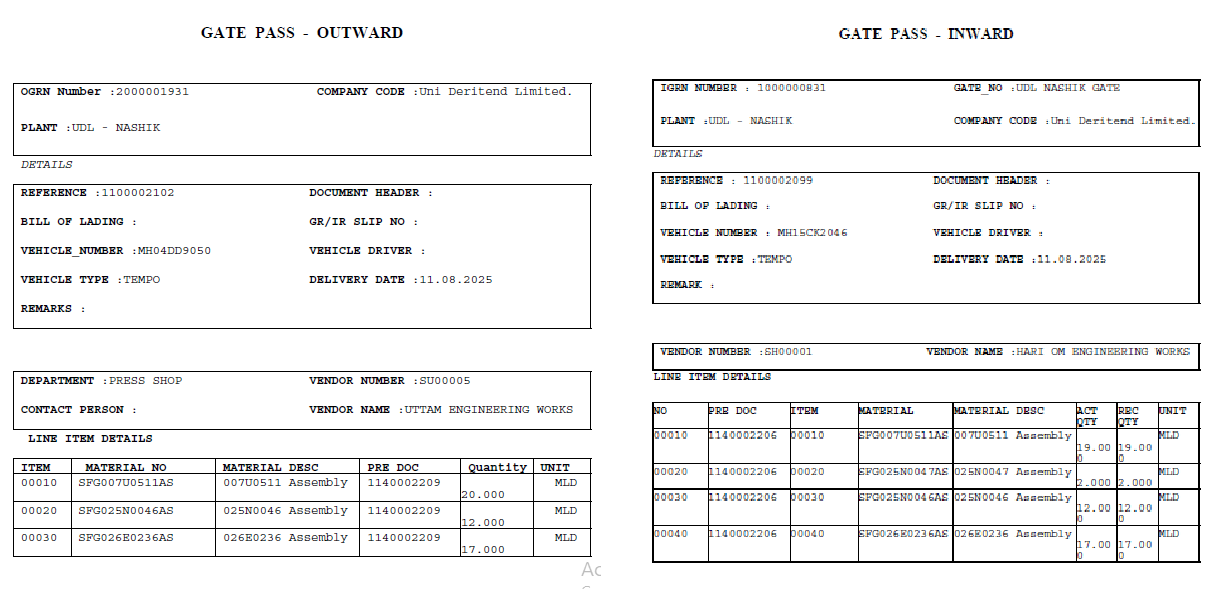 GATE PASS - OUTWARD
OGRN Number :2000001931 COMPANY CODE :Uni Deritend Limited.
PLANT :UDL - NASHIK
DETAILS
REFERENCE :1100002102 DOCUMENT HEADER :
BILL OF LADING : GR/IR SLIP NO :
VEHICLE_NUMBER :MH04DD9050 VEHICLE DRIVER :
VEHICLE TYPE :TEMPO DELIVERY DATE :11.08.2025
REMARKS :
DEPARTMENT :PRESS SHOP VENDOR NUMBER :SU00005
CONTACT PERSON : VENDOR NAME :UTTAM ENGINEERING WORKS
LINE ITEM DETAILS
ITEM MATERIAL NO MATERIAL DESC PRE DOC Quantity UNIT
00010 SFG007U0511AS 007U0511 Assembly 1140002209 20.000 MLD
00020 SFG025N0046AS 025N0046 Assembly 1140002209 12.000 MLD
00030 SFG026E0236AS 026E0236 Assembly 1140002209 17.000 MLD
GATE PASS - INWARD
IGRN NUMBER : 1000000831 GATE_NO :UDL NASHIK GATE
PLANT :UDL - NASHIK COMPANY CODE :Uni Deritend Limited.
DETAILS
REFERENCE : 1100002099 DOCUMENT HEADER :
BILL OF LADING : GR/IR SLIP NO :
VEHICLE NUMBER : MH15CK2046 VEHICLE DRIVER :
VEHICLE TYPE :TEMPO DELIVERY DATE :11.08.2025
REMARK :
VENDOR NUMBER :SH00001 VENDOR NAME :HARI OM ENGINEERING WORKS
LINE ITEM DETAILS
NO PRE DOC ITEM MATERIAL MATERIAL DESC ACT QTY REC QTY UNIT
00010 1140002206 00010 SFG007U0511AS 007U0511 Assembly 19.000 19.000 MLD
00020 1140002206 00020 SFG025N0047AS 025N0047 Assembly 2.000 2.000 MLD
00030 1140002206 00030 SFG025N0046AS 025N0046 Assembly 12.000 12.000 MLD
00040 1140002206 00040 SFG026E0236AS 026E0236 Assembly 17.000 17.000 MLD